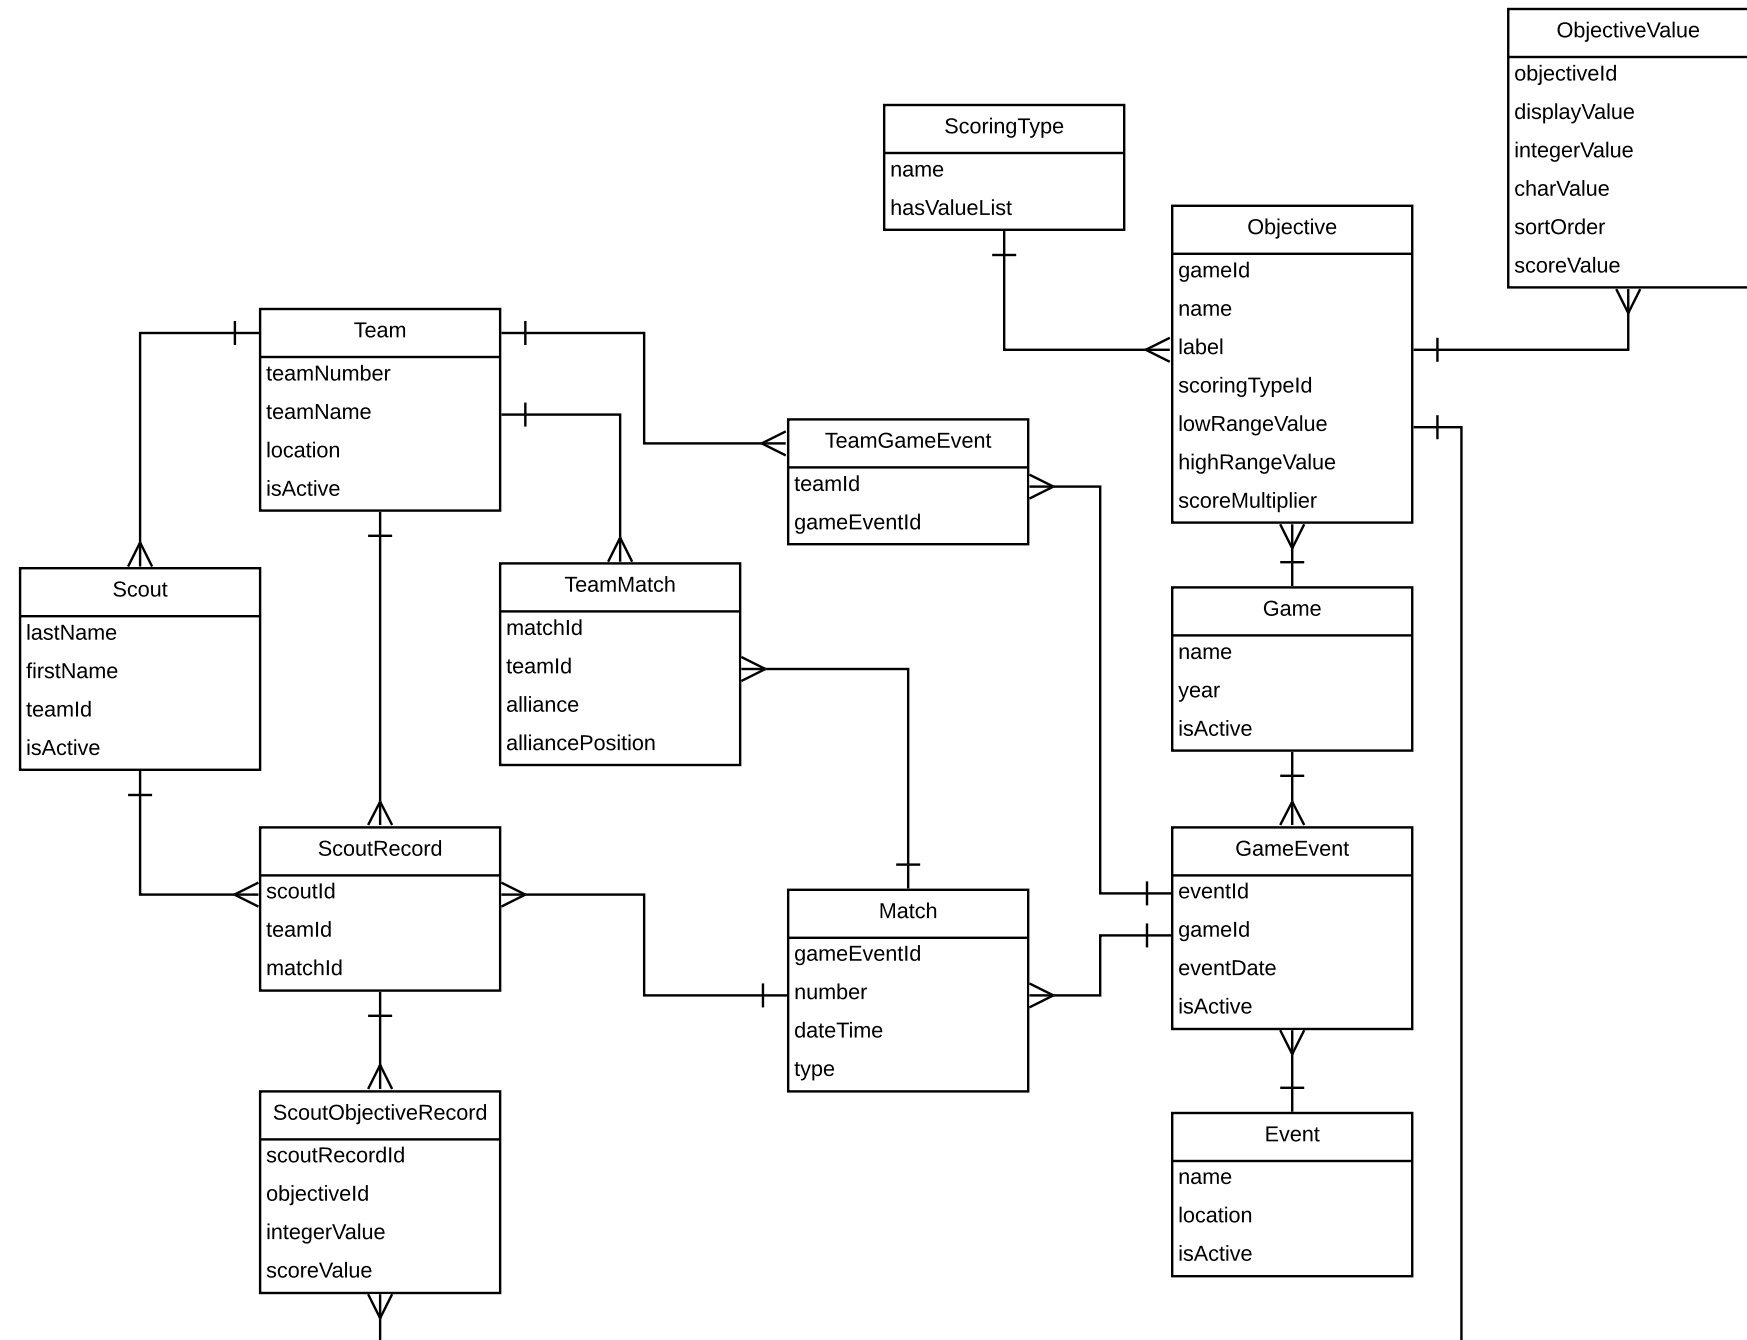 ObjectiveValue
objectiveId
displayValue
integerValue
charValue
sortOrder
scoreValue
ScoringType
name
hasValueList
Objective
gameId
name
label
scoringTypeId
lowRangeValue
highRangeValue
scoreMultiplier
Team
teamNumber
teamName
location
isActive
TeamGameEvent
teamId
gameEventId
Scout
lastName
firstName
teamId
isActive
TeamMatch
matchId
teamId
alliance
alliancePosition
Game
name
year
isActive
ScoutRecord
scoutId
teamId
matchId
Match
gameEventId
number
dateTime
type
GameEvent
eventId
gameId
eventDate
isActive
ScoutObjectiveRecord
scoutRecordId
objectiveId
integerValue
scoreValue
Event
name
location
isActive